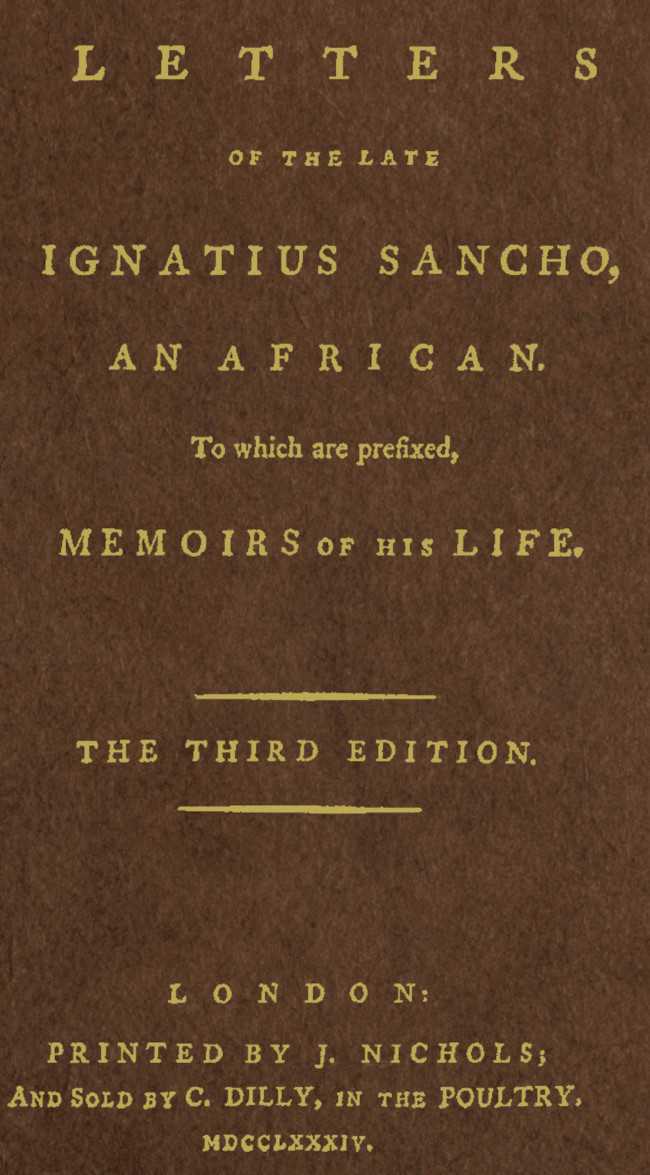 LETTERS
OF THE LATE
IGNATIUS SANCHO,
AN AFRICAN.
To which are prefixed,
MEMOIRS OF HIS LIFE.
THE THIRD EDITION.
LONDON:
PRINTED BY J. NICHOLS;
AND SOLD BY C. DILLY, IN THE POULTRY.
MDCCLXXXIV.